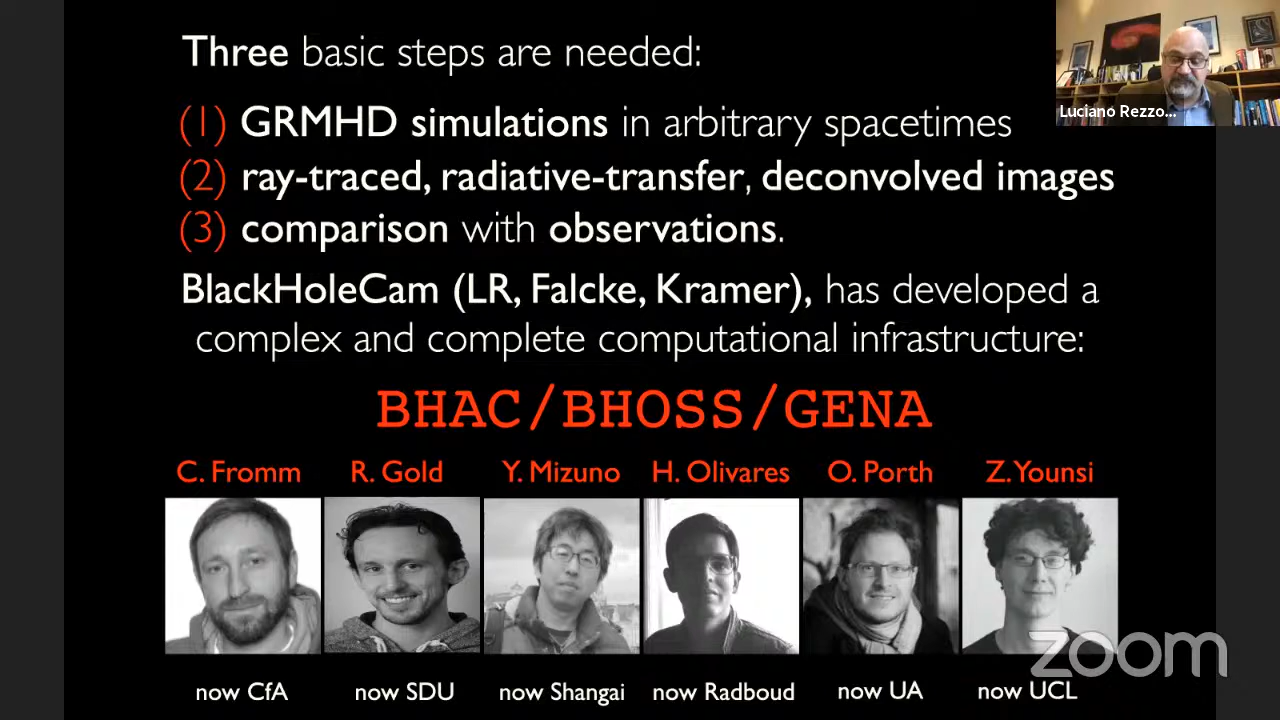 Three basic steps are needed:
Luciano Rezzo...
(1) GRMHD simulations in arbitrary spacetimes
(2) ray-traced, radiative-transfer, deconvolved images
(3) comparison with observations.
BlackHoleCam (LR, Falcke, Kramer), has developed a
complex and complete computational infrastructure:
BHAC/BHOSS/GENA
C. Fromm R. Gold Y. Mizuno H. Olivares O. Porth Z. Younsi
zoom
now CfA now SDU now Shangai now Radboud now UA now UCL